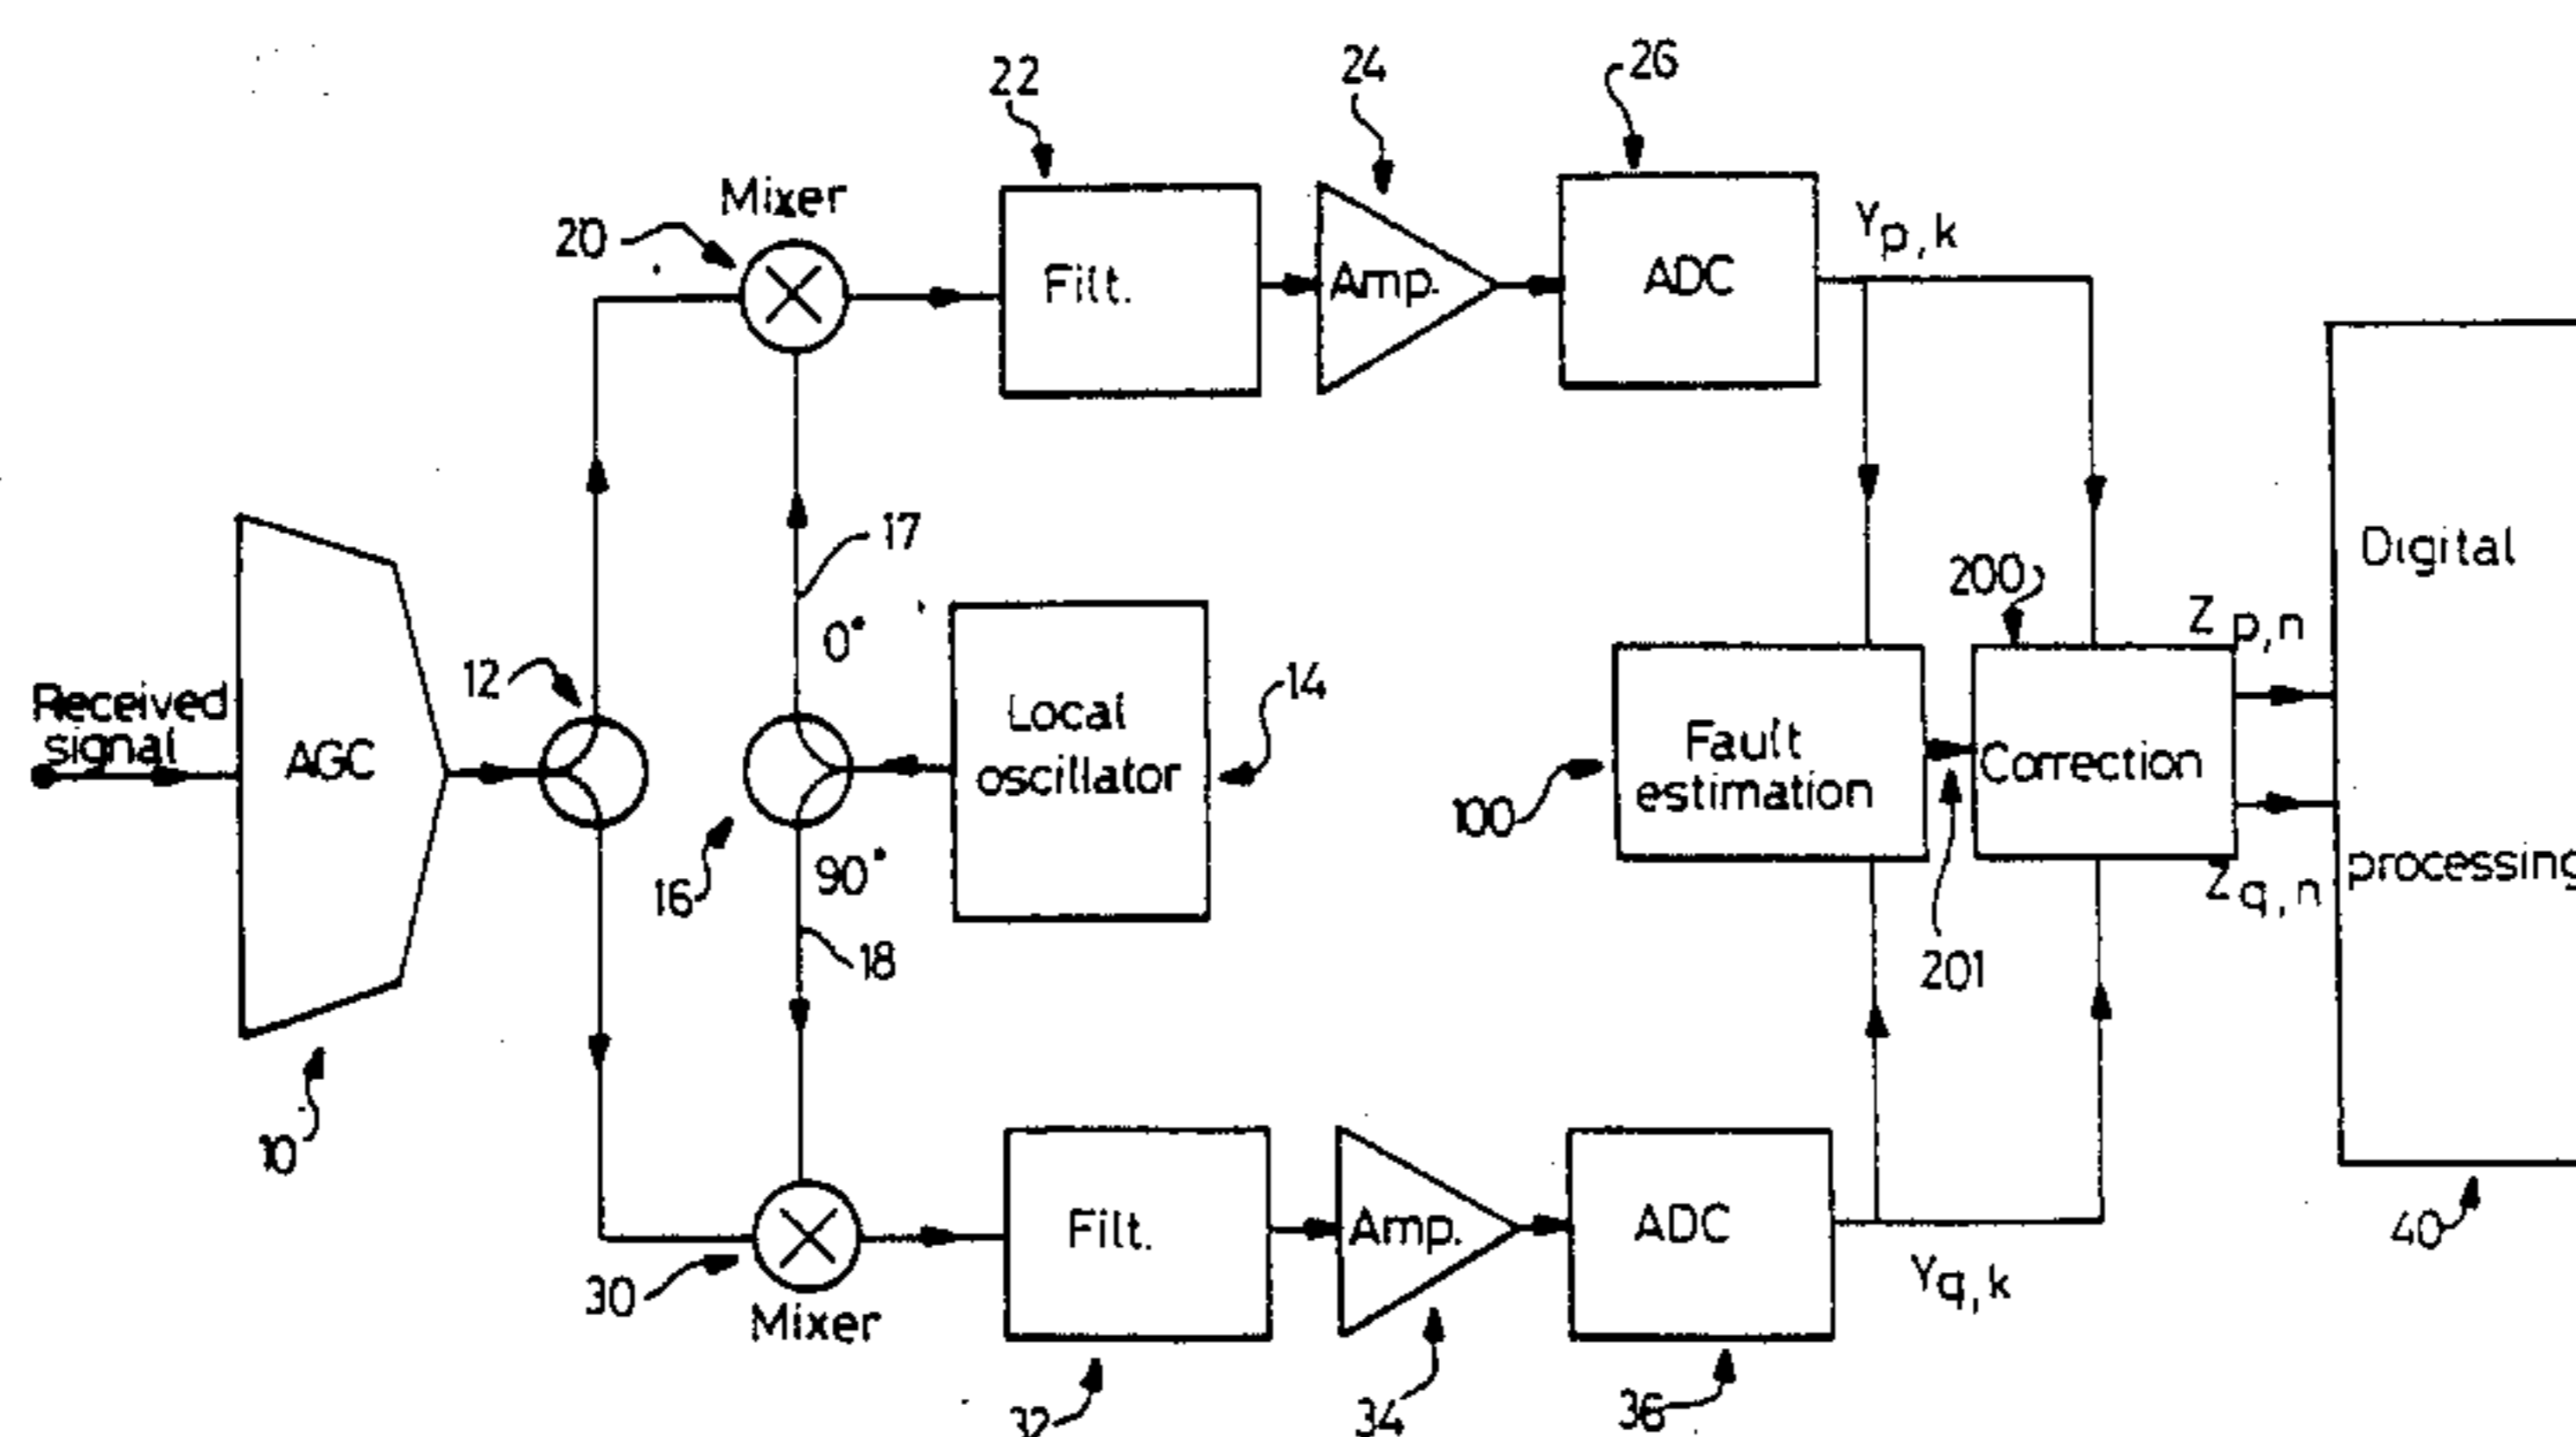 22
24
26
Mixer
20
Filt.
Amp.
ADC
Yp,k
17
0°
12
Received
signal
AGC
Local
oscillator
14
16
90°
18
10
100
Fault
estimation
200
Correction
201
Zp,n
Zq,n
Digital
processing
40
30
Mixer
Filt.
Amp.
ADC
Yq,k
32
34
36